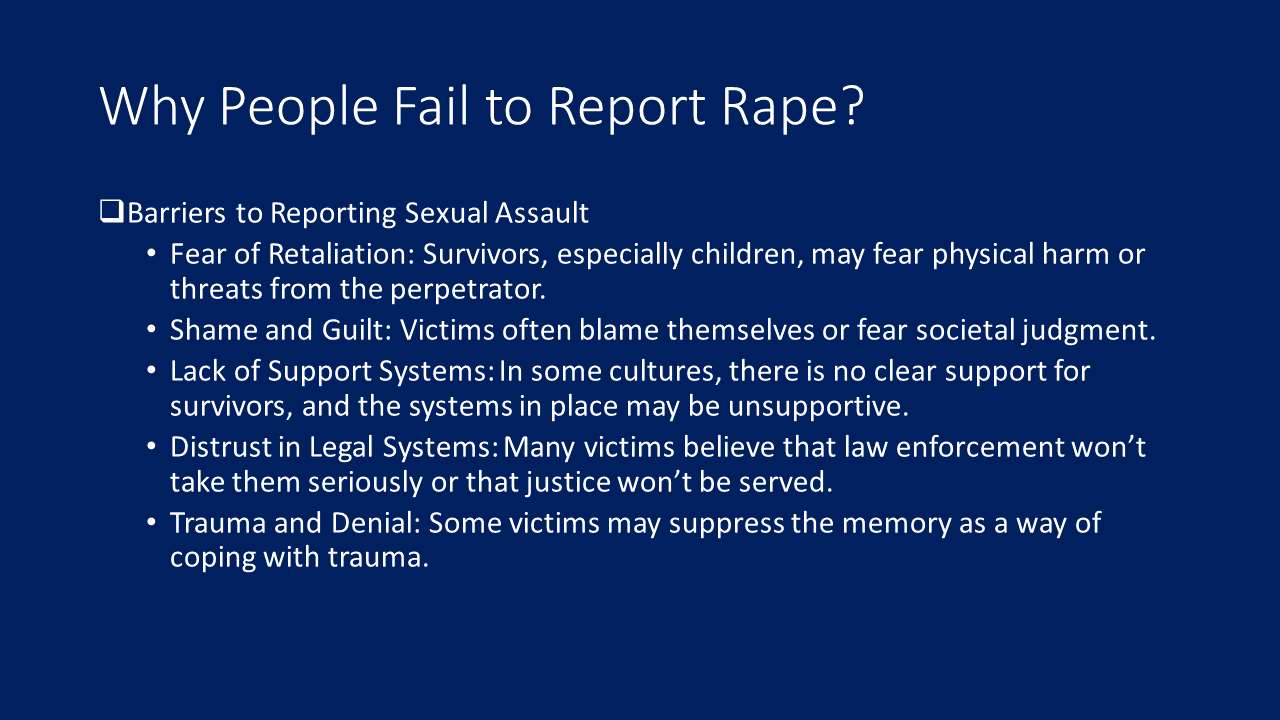 Why People Fail to Report Rape?
❑Barriers to Reporting Sexual Assault
• Fear of Retaliation: Survivors, especially children, may fear physical harm or
threats from the perpetrator.
• Shame and Guilt: Victims often blame themselves or fear societal judgment.
• Lack of Support Systems: In some cultures, there is no clear support for
survivors, and the systems in place may be unsupportive.
• Distrust in Legal Systems: Many victims believe that law enforcement won’t
take them seriously or that justice won’t be served.
• Trauma and Denial: Some victims may suppress the memory as a way of
coping with trauma.